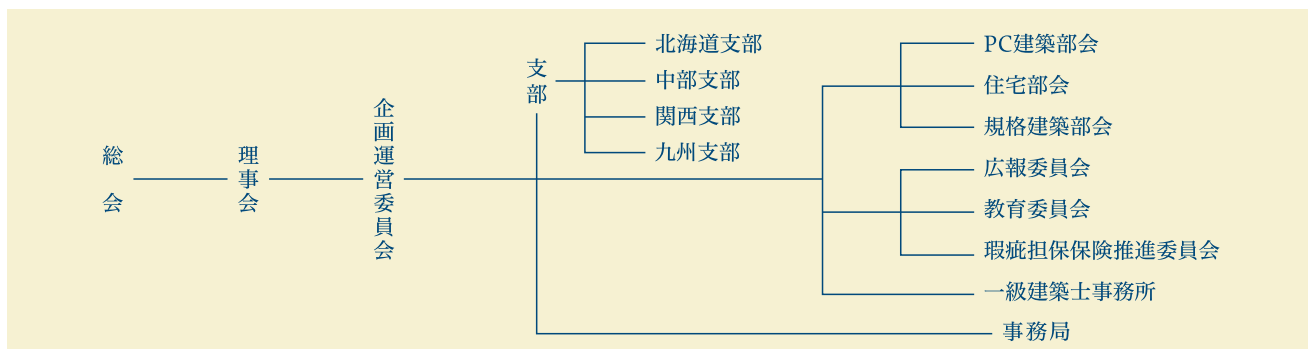 総会
理事会
企画運営委員会
支部
北海道支部
中部支部
関西支部
九州支部
PC建築部会
住宅部会
規格建築部会
広報委員会
教育委員会
瑕疵担保保険推進委員会
一級建築士事務所
事務局